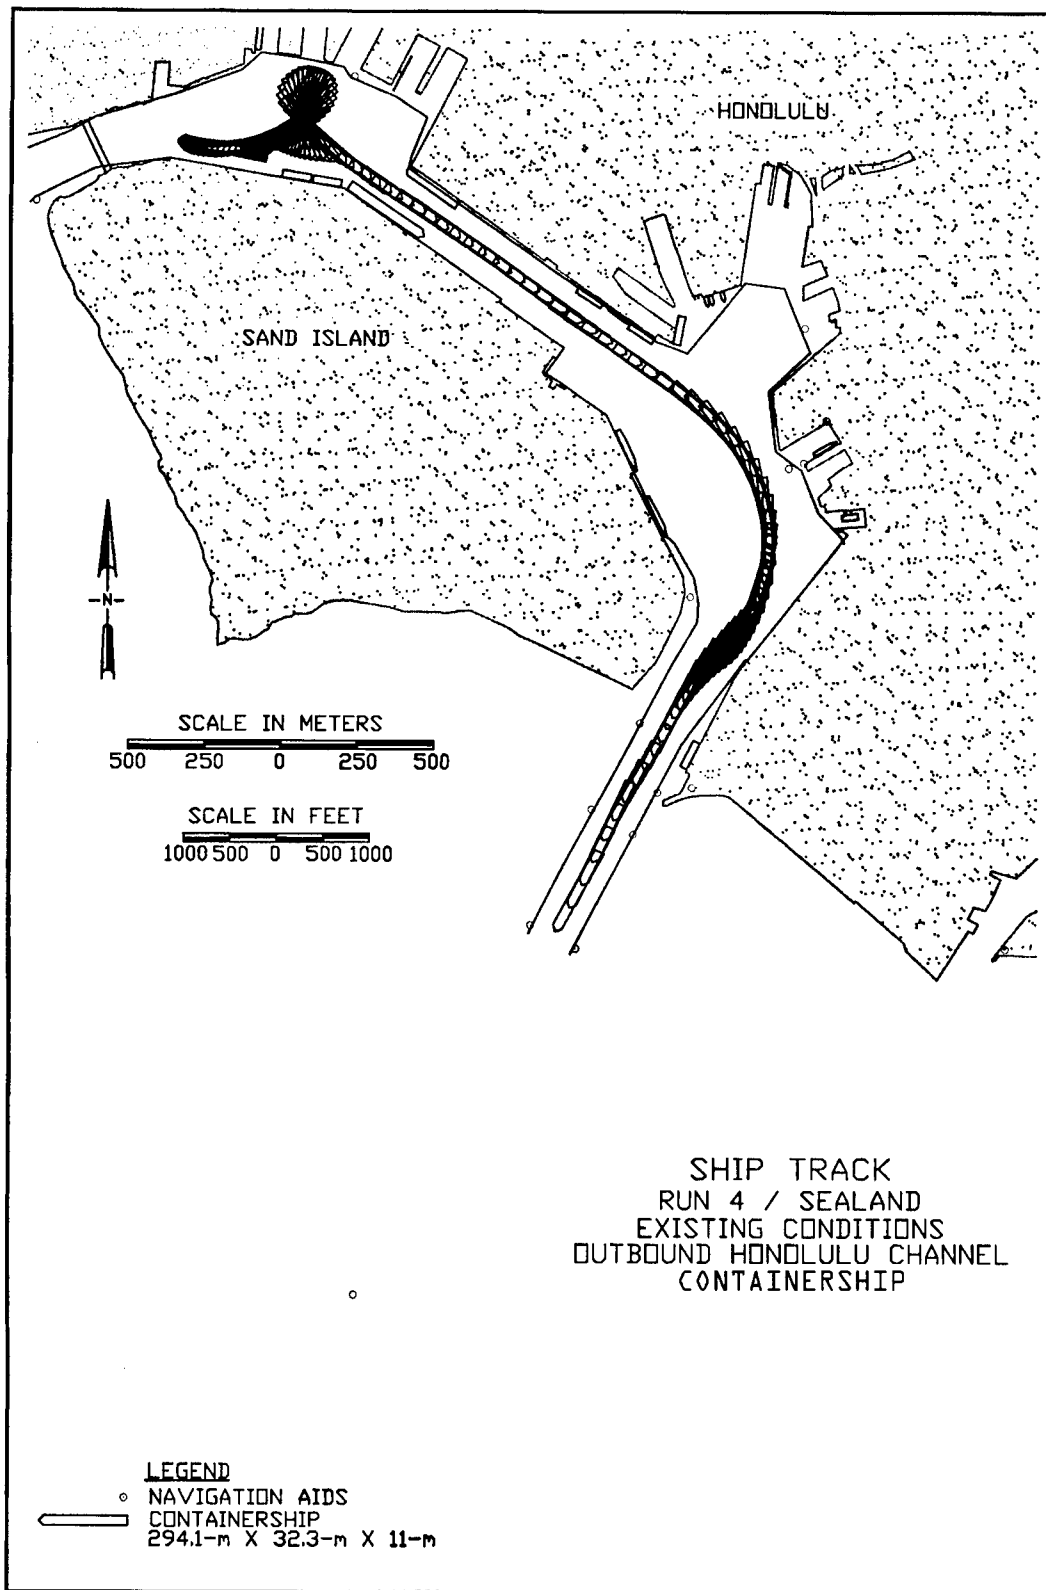 HONOLULU
SAND ISLAND
N
SCALE IN METERS
500 250 0 250 500
SCALE IN FEET
1000 500 0 500 1000
SHIP TRACK
RUN 4 / SEALAND
EXISTING CONDITIONS
OUTBOUND HONOLULU CHANNEL
CONTAINERSHIP
LEGEND
NAVIGATION AIDS
CONTAINERSHIP
294.1-m X 32.3-m X 11-m